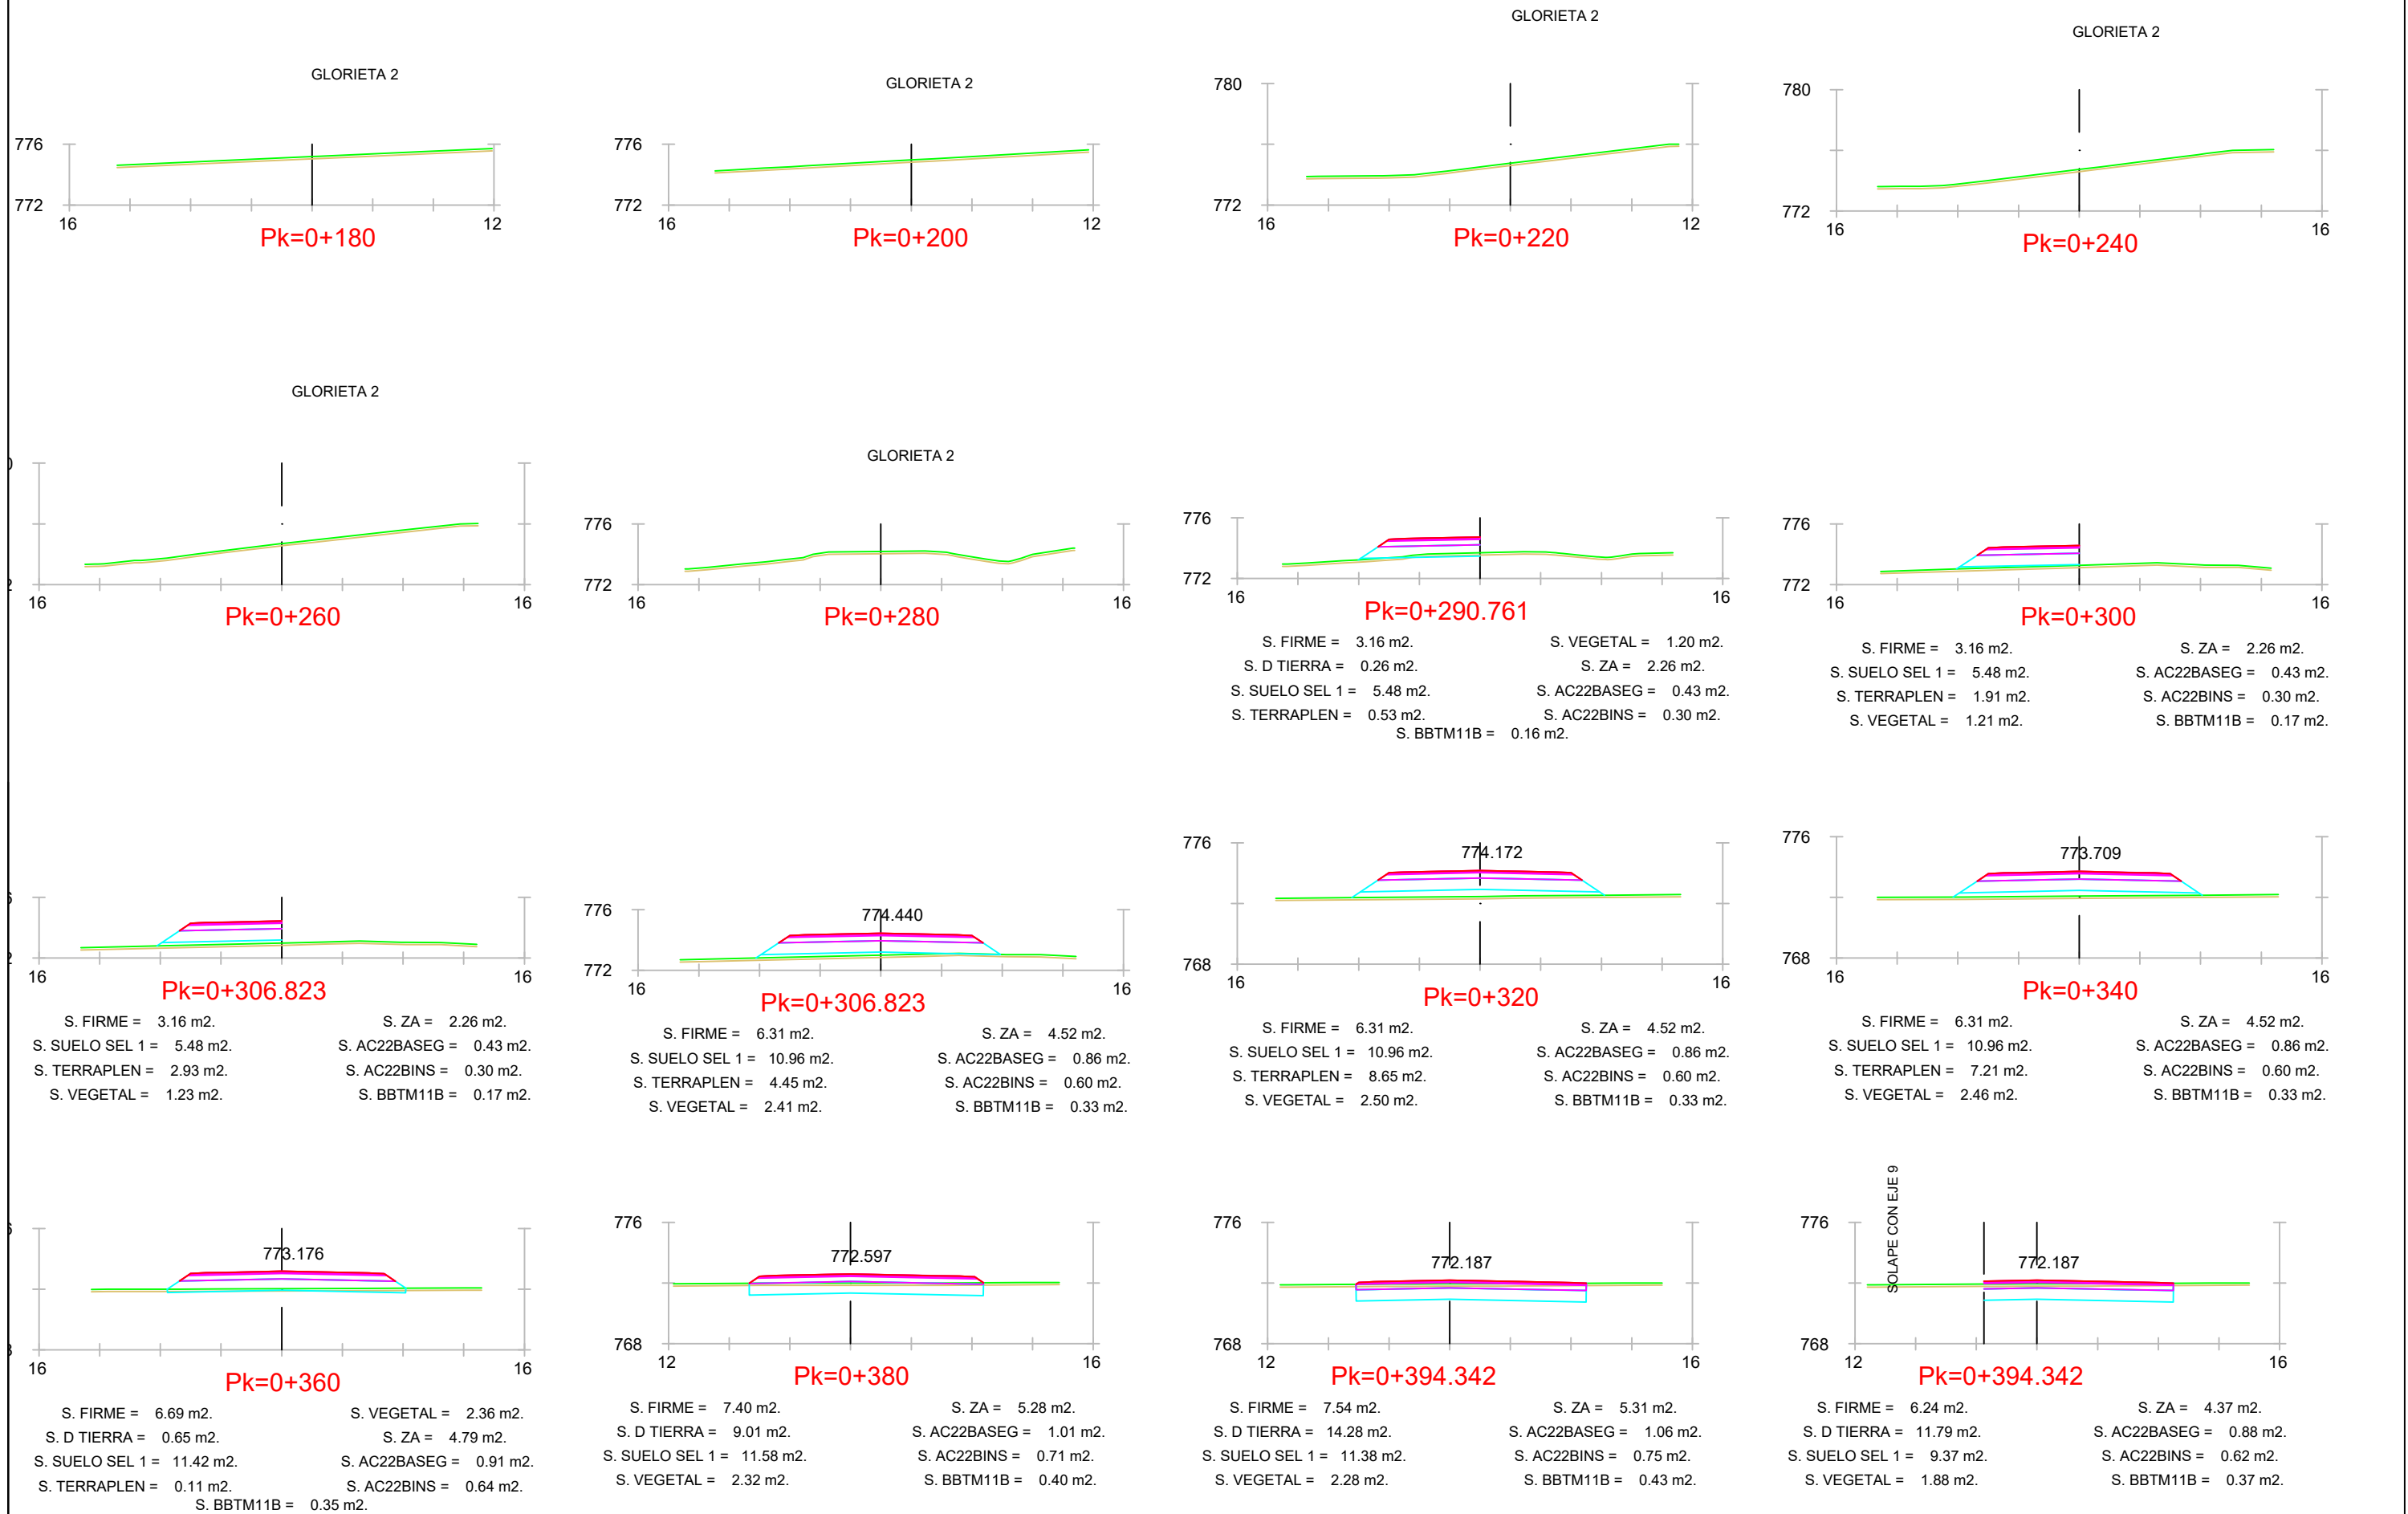 GLORIETA 2
776
772
16
12
Pk=0+180
GLORIETA 2
776
772
16
12
Pk=0+200
GLORIETA 2
780
772
16
12
Pk=0+220
GLORIETA 2
780
772
16
16
Pk=0+240
GLORIETA 2
16
16
Pk=0+260
GLORIETA 2
776
772
16
16
Pk=0+280
776
772
16
16
Pk=0+290.761
S. FIRME = 3.16 m2.
S. VEGETAL = 1.20 m2.
S. D TIERRA = 0.26 m2.
S. ZA = 2.26 m2.
S. SUELO SEL 1 = 5.48 m2.
S. AC22BASEG = 0.43 m2.
S. TERRAPLEN = 0.53 m2.
S. AC22BINS = 0.30 m2.
S. BBTM11B = 0.16 m2.
776
772
16
16
Pk=0+300
S. FIRME = 3.16 m2.
S. ZA = 2.26 m2.
S. SUELO SEL 1 = 5.48 m2.
S. AC22BASEG = 0.43 m2.
S. TERRAPLEN = 1.91 m2.
S. AC22BINS = 0.30 m2.
S. VEGETAL = 1.21 m2.
S. BBTM11B = 0.17 m2.
16
16
Pk=0+306.823
S. FIRME = 3.16 m2.
S. ZA = 2.26 m2.
S. SUELO SEL 1 = 5.48 m2.
S. AC22BASEG = 0.43 m2.
S. TERRAPLEN = 2.93 m2.
S. AC22BINS = 0.30 m2.
S. VEGETAL = 1.23 m2.
S. BBTM11B = 0.17 m2.
776
774.440
772
16
16
Pk=0+306.823
S. FIRME = 6.31 m2.
S. ZA = 4.52 m2.
S. SUELO SEL 1 = 10.96 m2.
S. AC22BASEG = 0.86 m2.
S. TERRAPLEN = 4.45 m2.
S. AC22BINS = 0.60 m2.
S. VEGETAL = 2.41 m2.
S. BBTM11B = 0.33 m2.
776
774.172
768
16
16
Pk=0+320
S. FIRME = 6.31 m2.
S. ZA = 4.52 m2.
S. SUELO SEL 1 = 10.96 m2.
S. AC22BASEG = 0.86 m2.
S. TERRAPLEN = 8.65 m2.
S. AC22BINS = 0.60 m2.
S. VEGETAL = 2.50 m2.
S. BBTM11B = 0.33 m2.
776
773.709
768
16
16
Pk=0+340
S. FIRME = 6.31 m2.
S. ZA = 4.52 m2.
S. SUELO SEL 1 = 10.96 m2.
S. AC22BASEG = 0.86 m2.
S. TERRAPLEN = 7.21 m2.
S. AC22BINS = 0.60 m2.
S. VEGETAL = 2.46 m2.
S. BBTM11B = 0.33 m2.
773.176
16
16
Pk=0+360
S. FIRME = 6.69 m2.
S. VEGETAL = 2.36 m2.
S. D TIERRA = 0.65 m2.
S. ZA = 4.79 m2.
S. SUELO SEL 1 = 11.42 m2.
S. AC22BASEG = 0.91 m2.
S. TERRAPLEN = 0.11 m2.
S. AC22BINS = 0.64 m2.
S. BBTM11B = 0.35 m2.
776
772.597
768
12
16
Pk=0+380
S. FIRME = 7.40 m2.
S. ZA = 5.28 m2.
S. D TIERRA = 9.01 m2.
S. AC22BASEG = 1.01 m2.
S. SUELO SEL 1 = 11.58 m2.
S. AC22BINS = 0.71 m2.
S. VEGETAL = 2.32 m2.
S. BBTM11B = 0.40 m2.
776
772.187
768
12
16
Pk=0+394.342
S. FIRME = 7.54 m2.
S. ZA = 5.31 m2.
S. D TIERRA = 14.28 m2.
S. AC22BASEG = 1.06 m2.
S. SUELO SEL 1 = 11.38 m2.
S. AC22BINS = 0.75 m2.
S. VEGETAL = 2.28 m2.
S. BBTM11B = 0.43 m2.
SOLAPE CON EJE 9
776
772.187
768
12
16
Pk=0+394.342
S. FIRME = 6.24 m2.
S. ZA = 4.37 m2.
S. D TIERRA = 11.79 m2.
S. AC22BASEG = 0.88 m2.
S. SUELO SEL 1 = 9.37 m2.
S. AC22BINS = 0.62 m2.
S. VEGETAL = 1.88 m2.
S. BBTM11B = 0.37 m2.